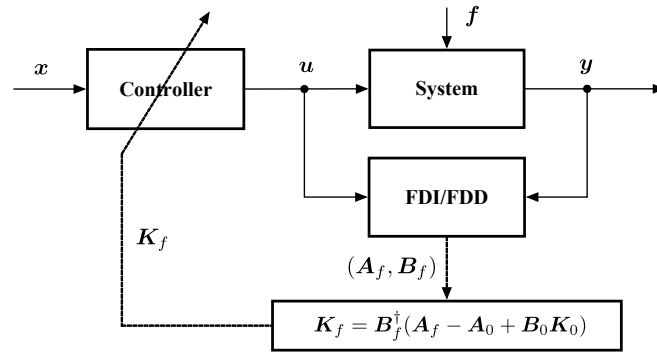 f
x
u
y
Controller
System
FDI/FDD
K_f
(A_f, B_f)
K_f = B_f^†(A_f − A_0 + B_0K_0)